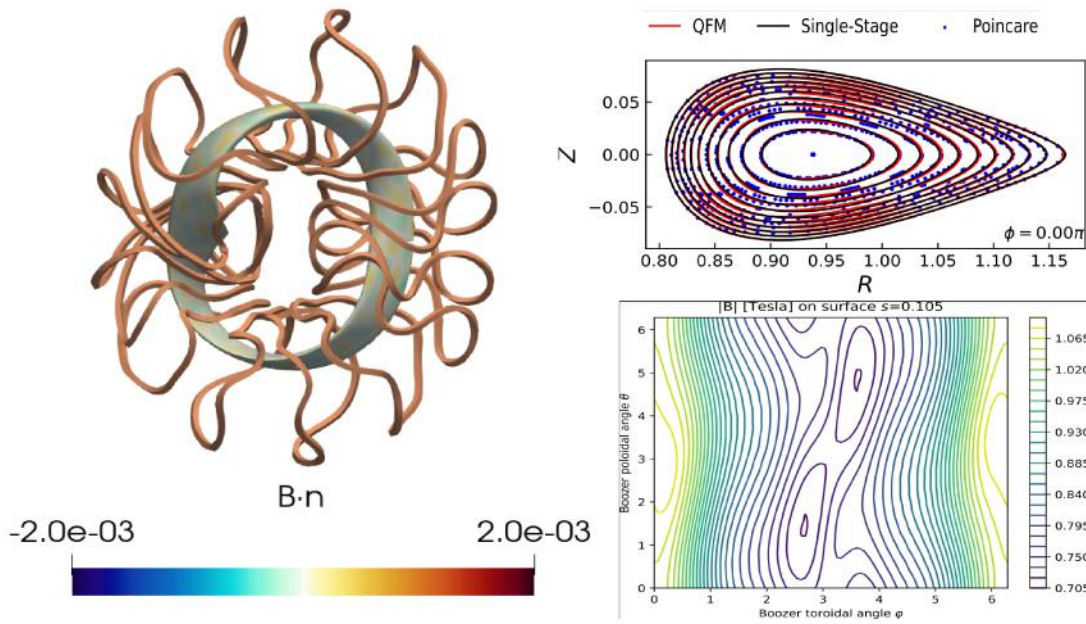 B·n
-2.0e-03 2.0e-03
QFM Single-Stage Poincare
0.05
0.00
−0.05
Z
ϕ = 0.00π
0.80 0.85 0.90 0.95 1.00 1.05 1.10 1.15
R
|B| [Tesla] on surface s=0.105
6
5
4
3
2
1
0
Boozer poloidal angle θ
0 1 2 3 4 5 6
Boozer toroidal angle φ
1.065
1.020
0.975
0.930
0.885
0.840
0.795
0.750
0.705